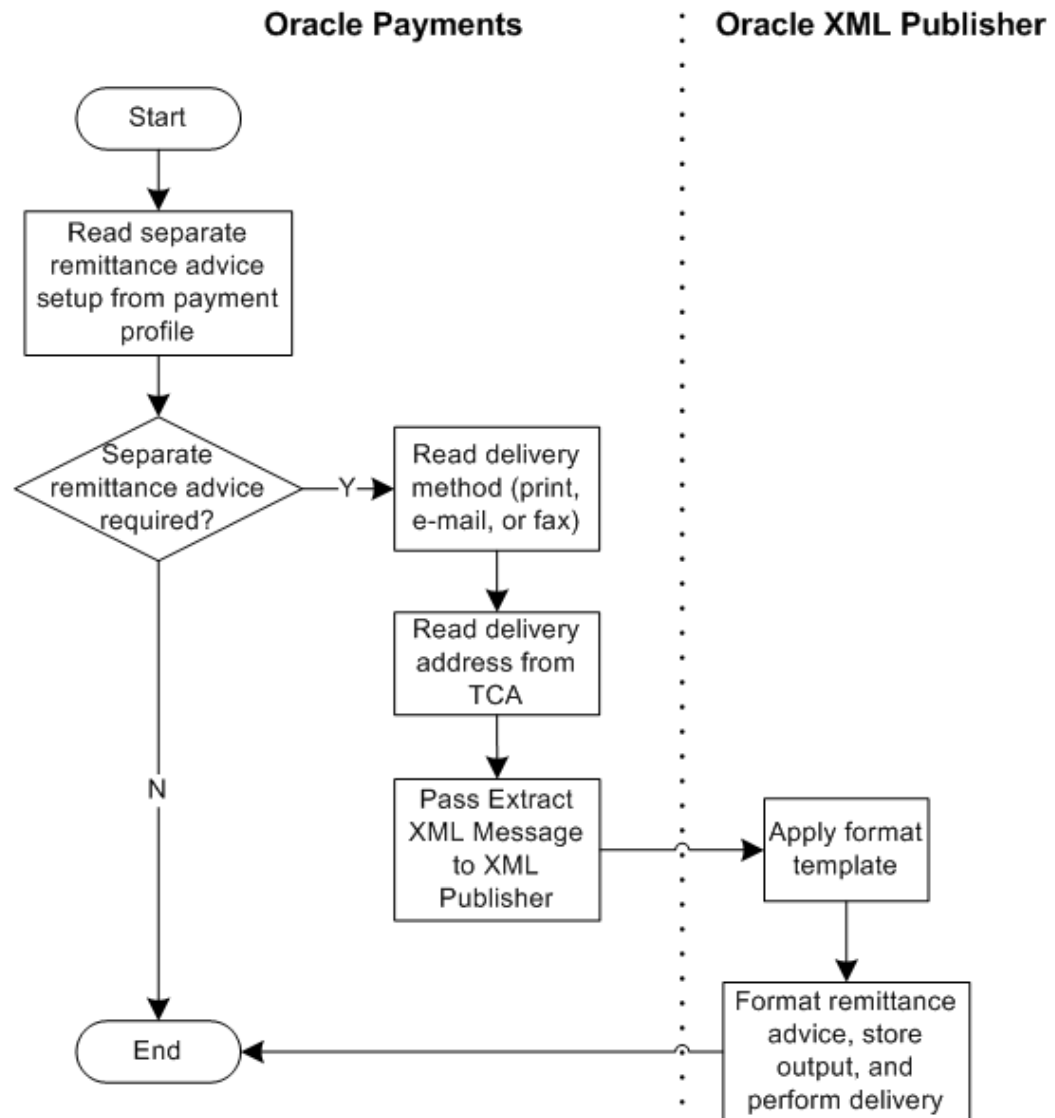 Oracle Payments
Oracle XML Publisher
Start
Read separate
remittance advice
setup from payment
profile
Separate
remittance advice
required?
Y
Read delivery
method (print,
e-mail, or fax)
Read delivery
address from
TCA
N
Pass Extract
XML Message
to XML
Publisher
Apply format
template
Format remittance
advice, store
output, and
perform delivery
End